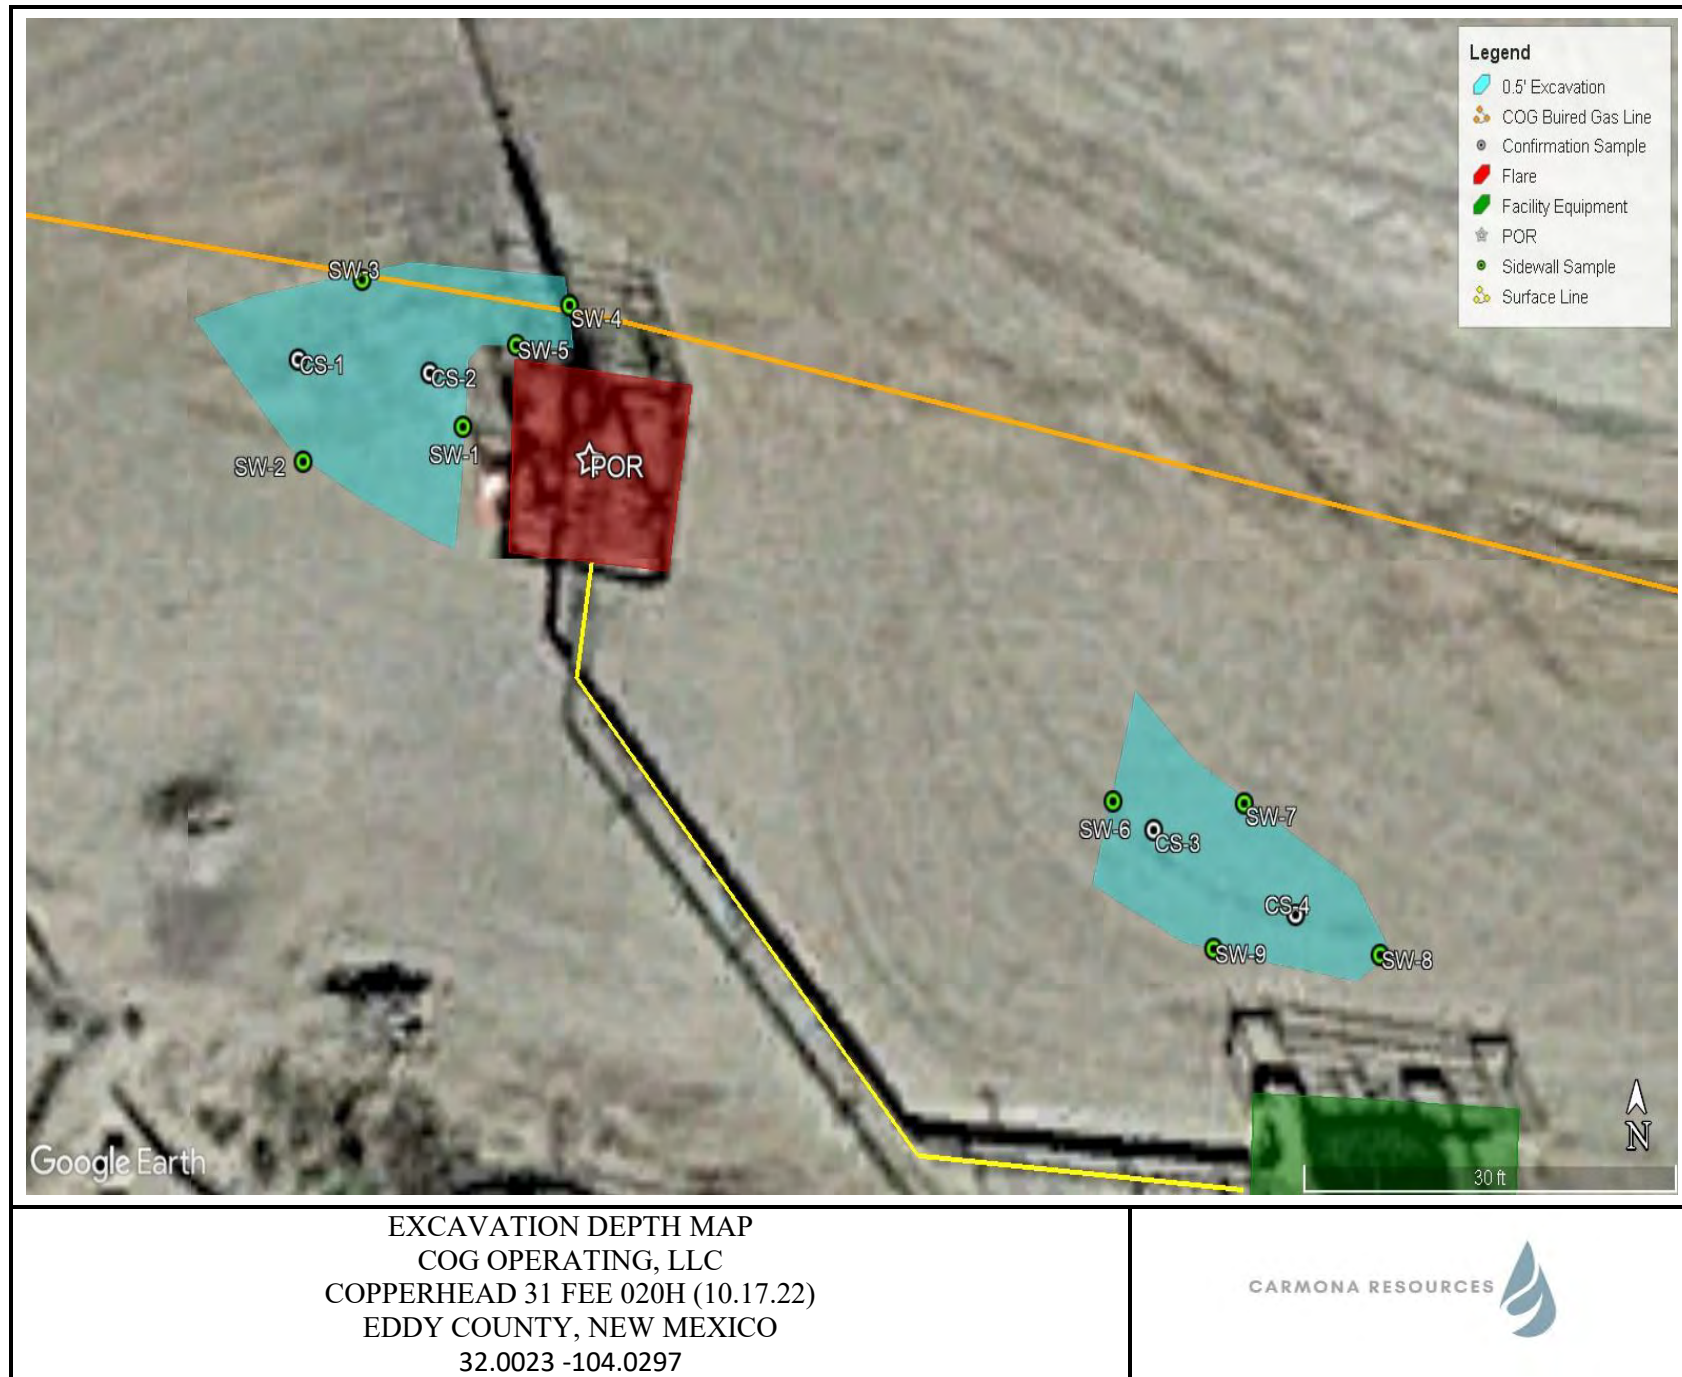 Legend
0.5' Excavation
COG Buired Gas Line
Confirmation Sample
Flare
Facility Equipment
POR
Sidewall Sample
Surface Line
SW-3
SW-4
SW-5
CS-1
CS-2
SW-1
SW-2
POR
SW-6
SW-7
CS-3
CS-4
SW-9
SW-8
N
Google Earth
30 ft
EXCAVATION DEPTH MAP
COG OPERATING, LLC
COPPERHEAD 31 FEE 020H (10.17.22)
EDDY COUNTY, NEW MEXICO
32.0023 -104.0297
CARMONA RESOURCES